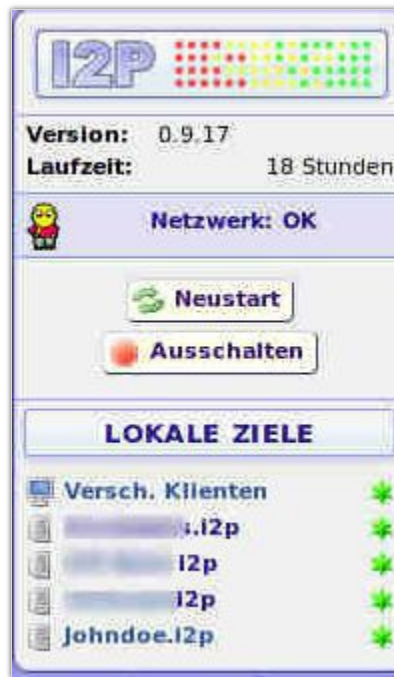 I2P
Version: 0.9.17
Laufzeit: 18 Stunden
Netzwerk: OK
Neustart
Ausschalten
LOKALE ZIELE
Versch. Klienten
s.i2p
i2p
i2p
Johndoe.i2p